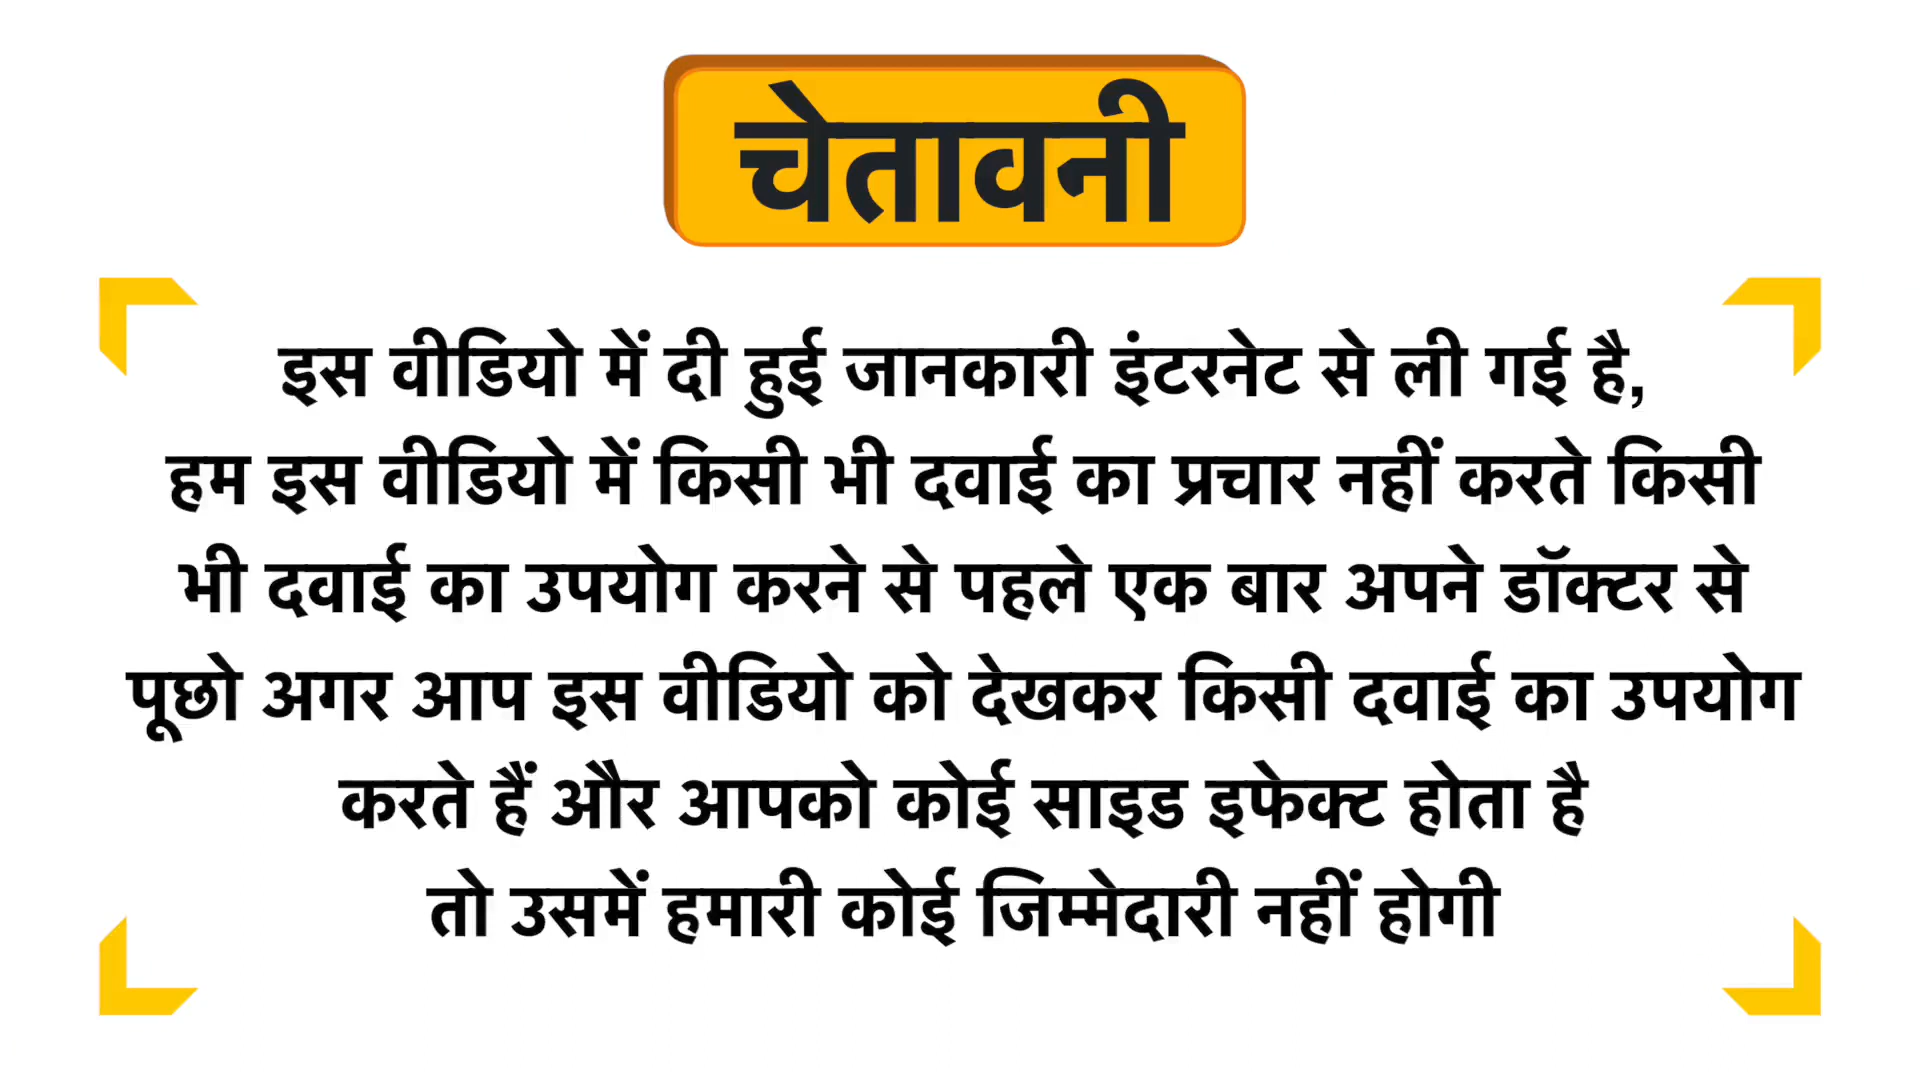 चेतावनी
इस वीडियो में दी हुई जानकारी इंटरनेट से ली गई है,
हम इस वीडियो में किसी भी दवाई का प्रचार नहीं करते किसी
भी दवाई का उपयोग करने से पहले एक बार अपने डॉक्टर से
पूछो अगर आप इस वीडियो को देखकर किसी दवाई का उपयोग
करते हैं और आपको कोई साइड इफेक्ट होता है
तो उसमें हमारी कोई जिम्मेदारी नहीं होगी